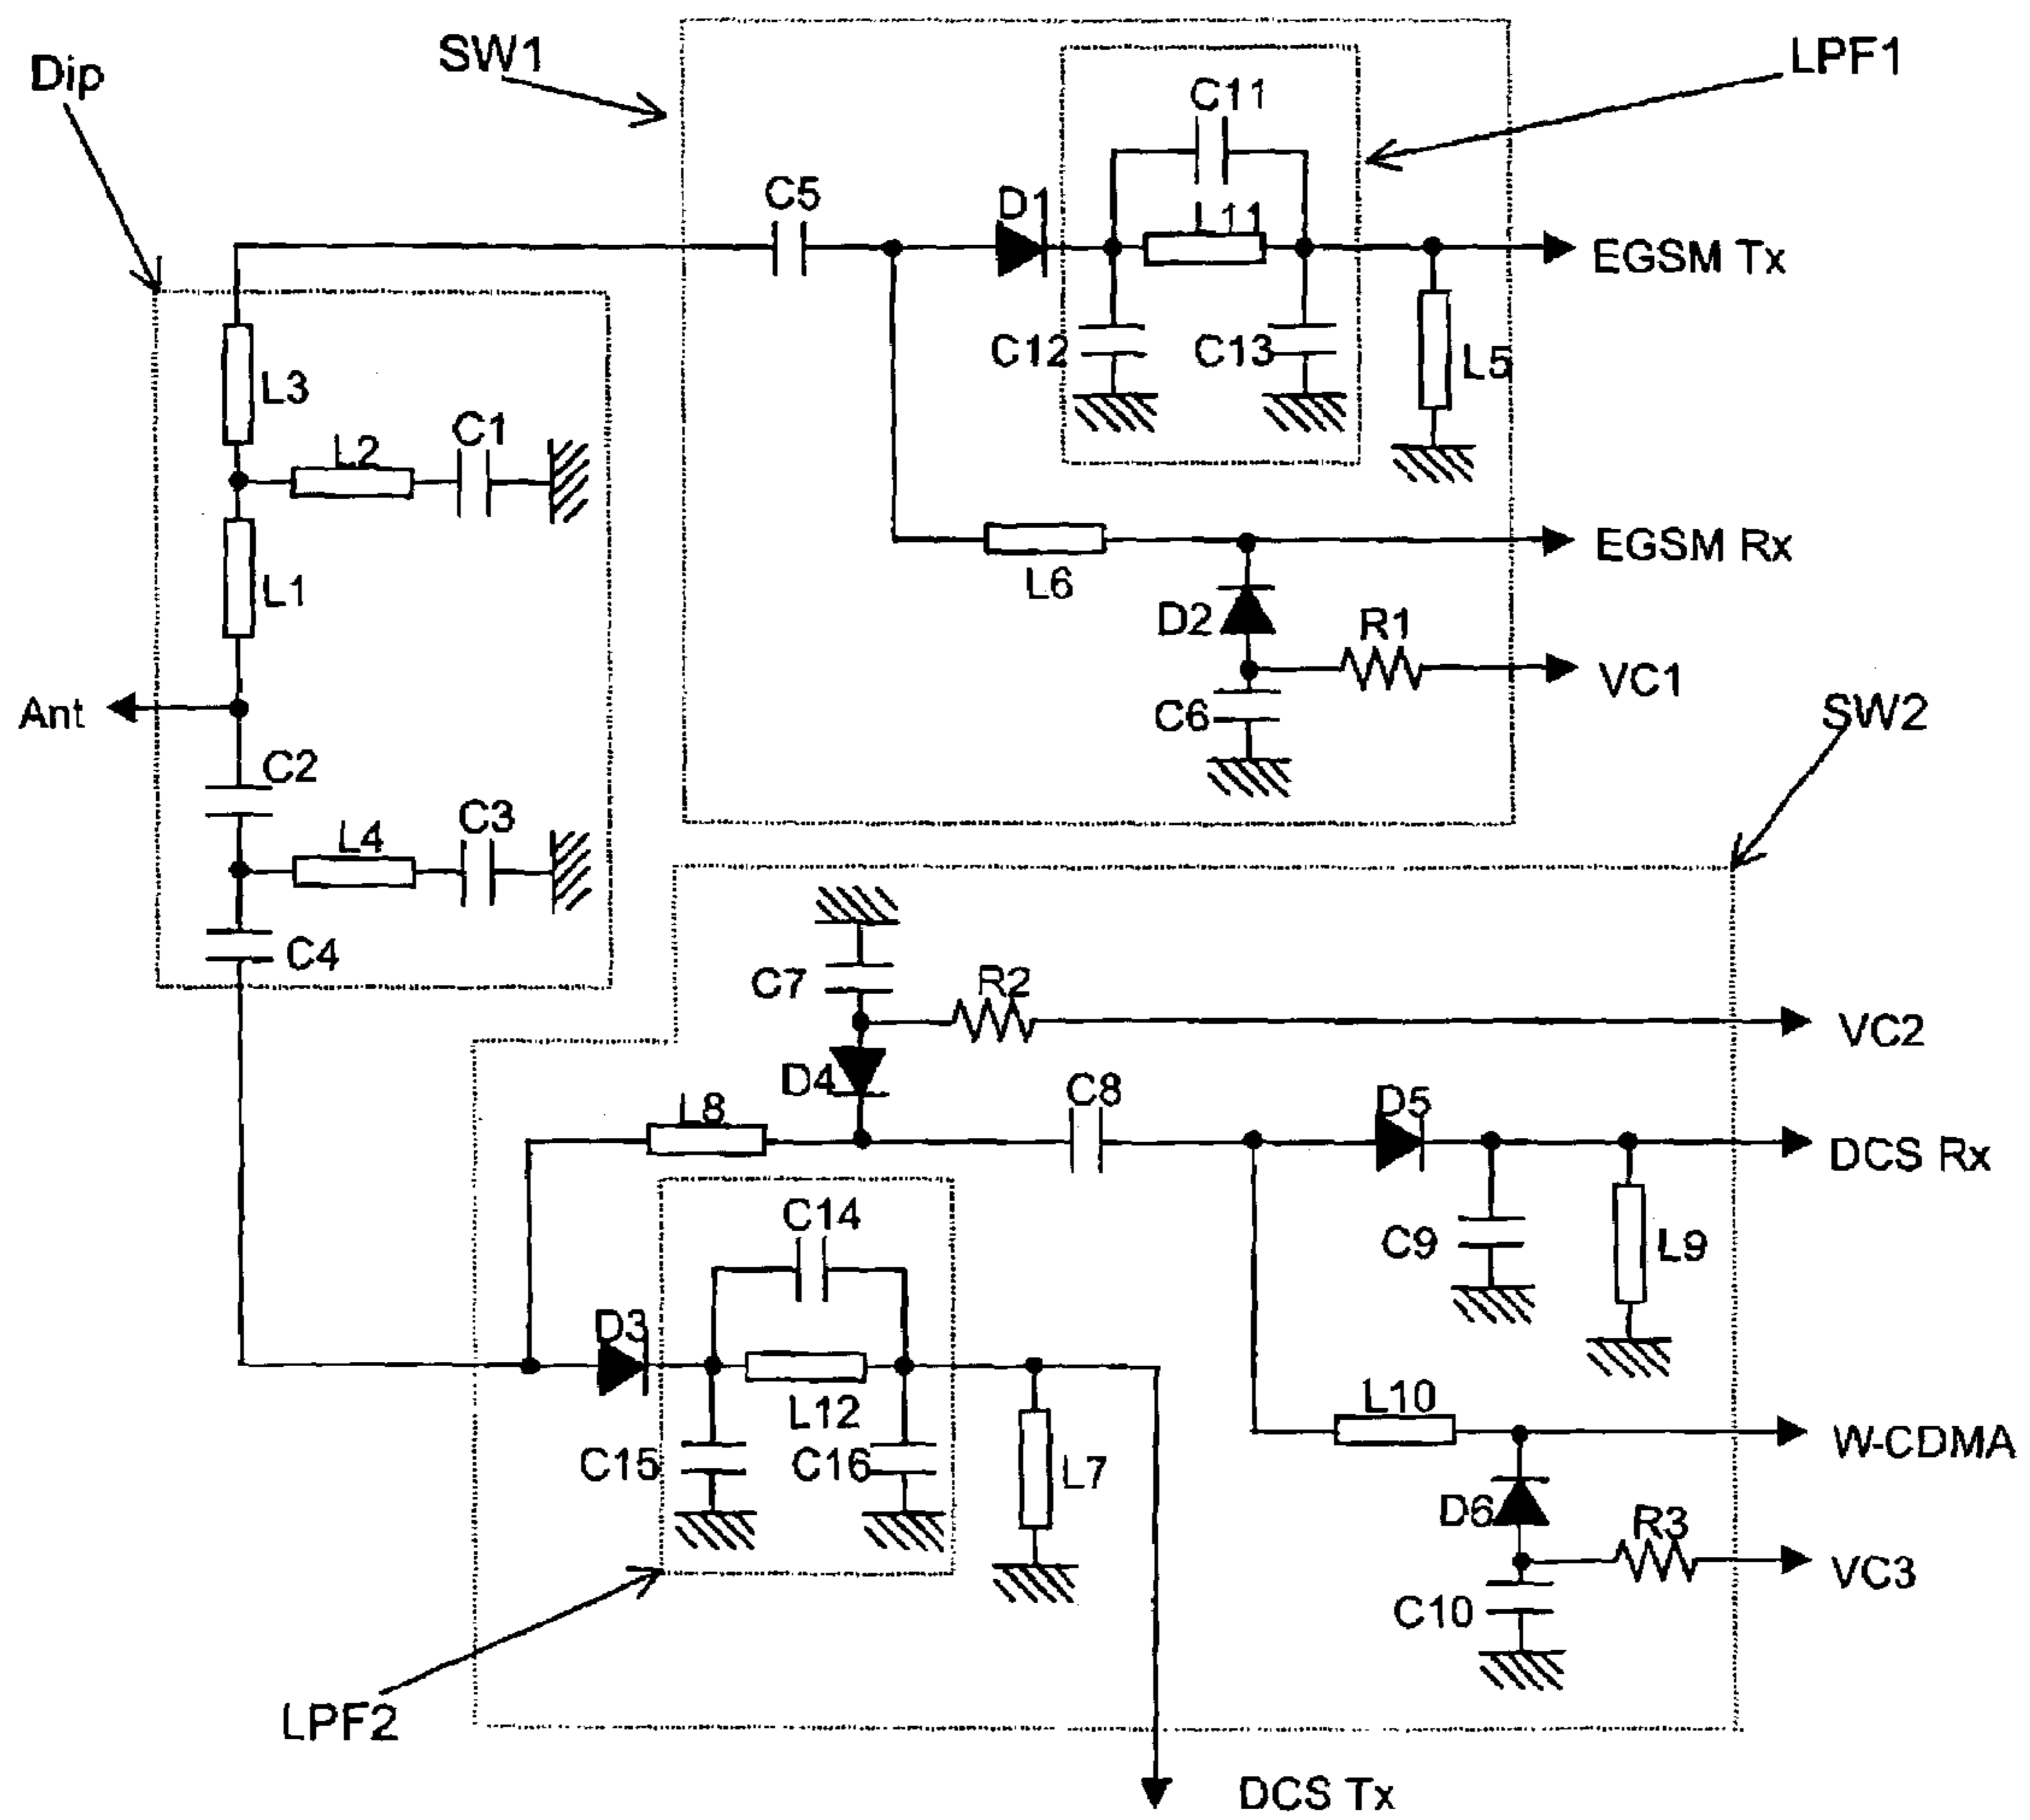 SW1
LPF1
Dip
C11
C5
D1
L11
EGSM Tx
C12
C13
L5
L3
C1
L2
EGSM Rx
L1
L6
D2
R1
VC1
Ant
C6
SW2
C2
C3
L4
C4
C7
R2
VC2
D4
C8
D5
L8
DCS Rx
C14
C9
L9
D3
L10
L12
W-CDMA
C15
C16
L7
D6
R3
VC3
C10
LPF2
DCS Tx